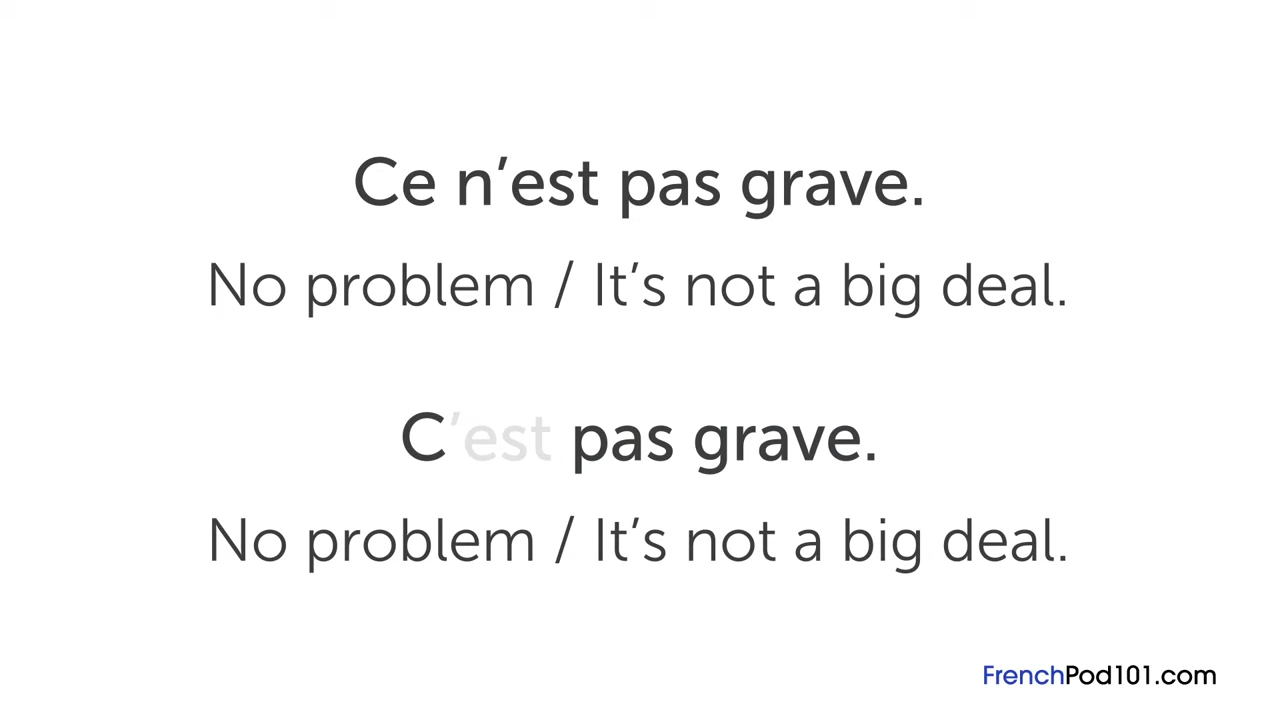 Ce n’est pas grave.
No problem / It’s not a big deal.
C’est pas grave.
No problem / It’s not a big deal.
FrenchPod101.com